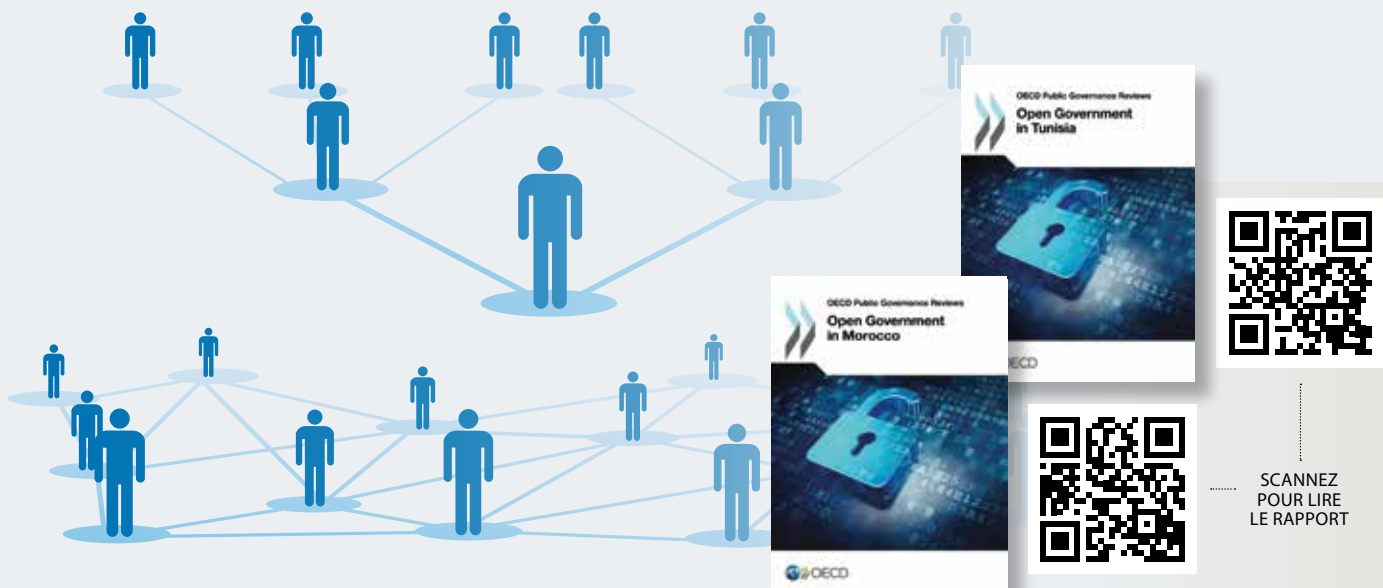 OECD Public Governance Reviews
Open Government
in Tunisia
OECD
OECD Public Governance Reviews
Open Government
in Morocco
OECD
SCANNEZ
POUR LIRE
LE RAPPORT